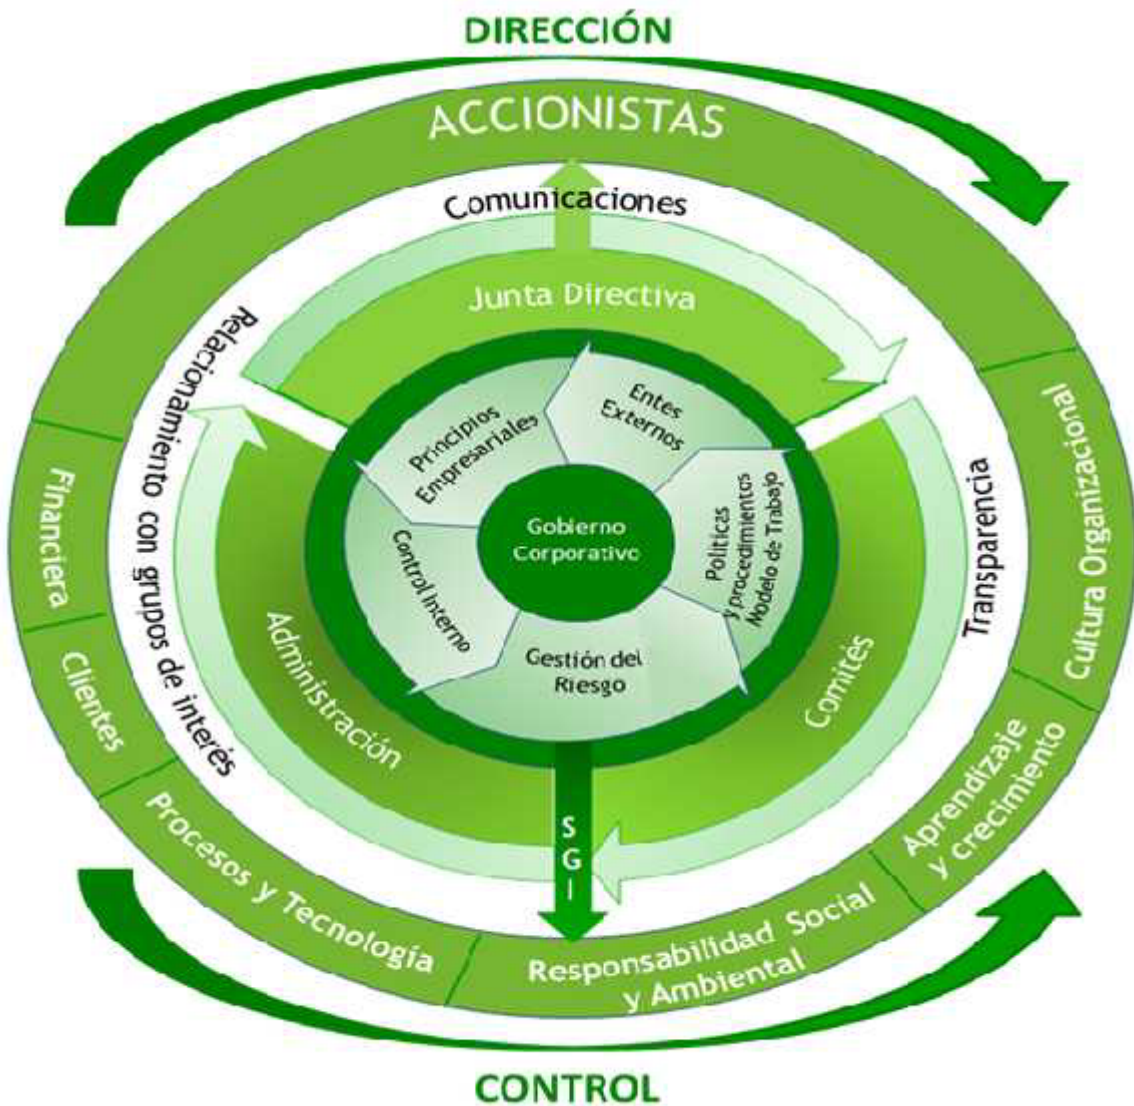 DIRECCIÓN
ACCIONISTAS
Comunicaciones
Junta Directiva
Relacionamiento con grupos de interés
Transparencia
Principios
Empresariales
Entes
Externos
Políticas
y procedimientos
Nodelo de Trabajo
Gobierno
Corporativo
Control Interno
Gestión del
Riesgo
Administración
Comités
SGI
Financiera
Clientes
Procesos y Tecnología
Responsabilidad Social
y Ambiental
Aprendizaje
y crecimiento
Cultura Organizacional
CONTROL